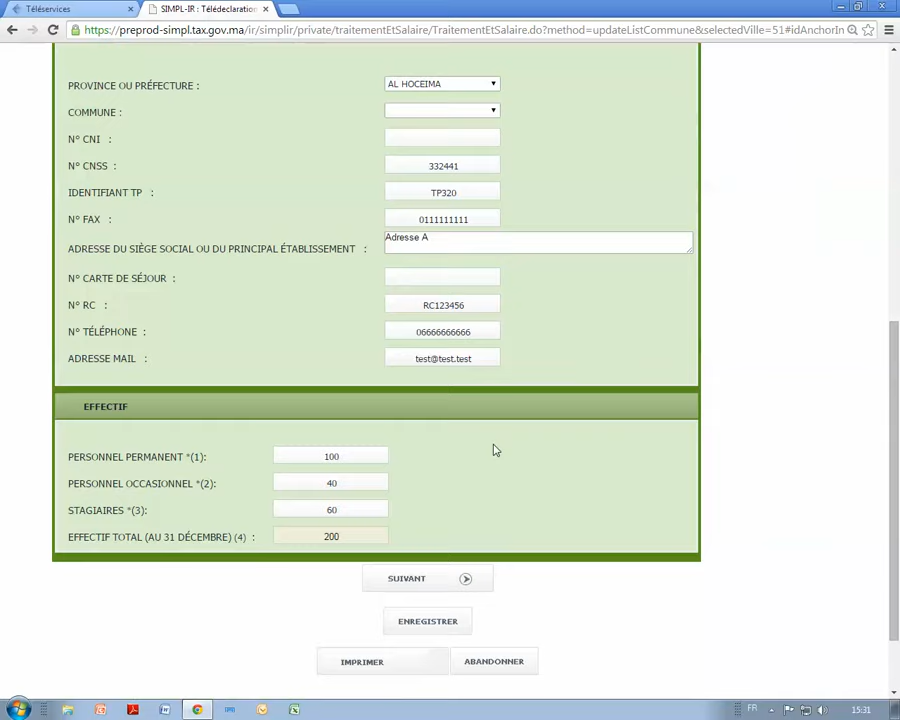 Téléservices
SIMPL-IR : Télédeclaration
https://preprod-simpl.tax.gov.ma/ir/simplir/private/traitementEtSalaire/TraitementEtSalaire.do?method=updateListCommune&selectedVille=51#idAnchorIn
PROVINCE OU PRÉFECTURE : AL HOCEIMA
COMMUNE :
N° CNI :
N° CNSS : 332441
IDENTIFIANT TP : TP320
N° FAX : 0111111111
ADRESSE DU SIÈGE SOCIAL OU DU PRINCIPAL ÉTABLISSEMENT : Adresse A
N° CARTE DE SÉJOUR :
N° RC : RC123456
N° TÉLÉPHONE : 06666666666
ADRESSE MAIL : test@test.test
EFFECTIF
PERSONNEL PERMANENT *(1): 100
PERSONNEL OCCASIONNEL *(2): 40
STAGIAIRES *(3): 60
EFFECTIF TOTAL (AU 31 DÉCEMBRE) (4) : 200
SUIVANT
ENREGISTRER
IMPRIMER ABANDONNER
FR 15:31